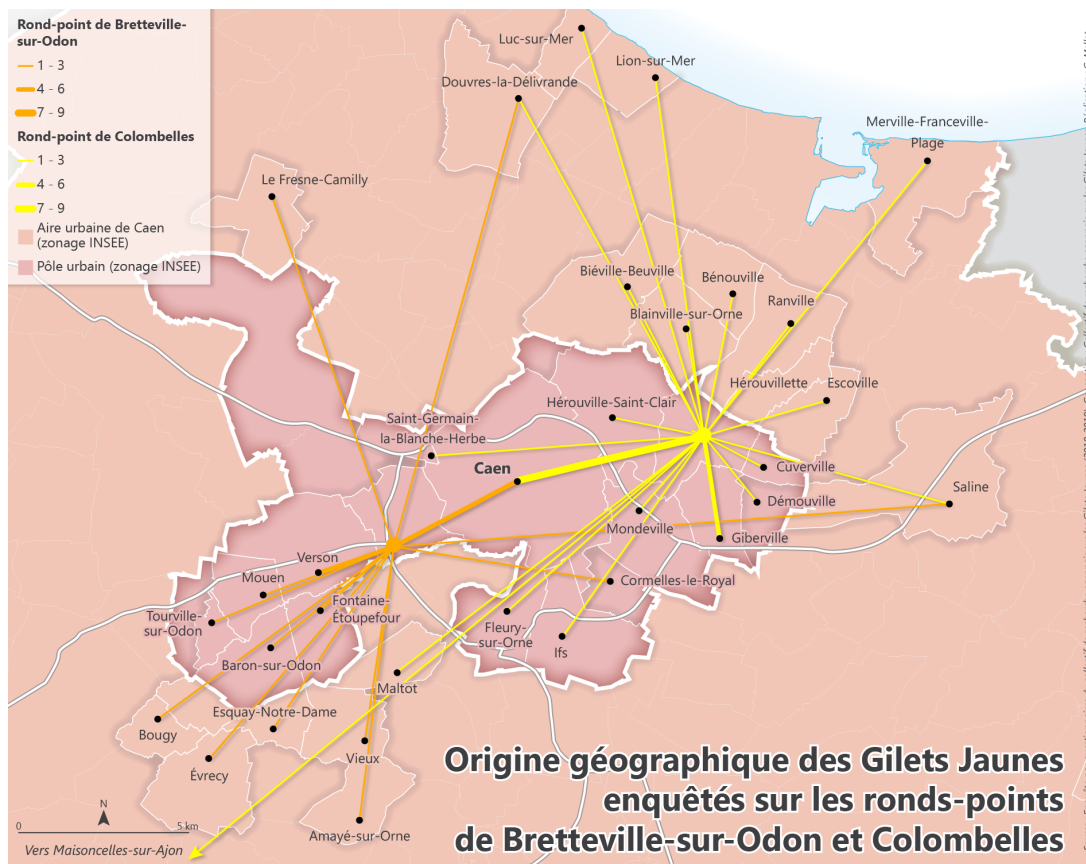 Rond-point de Bretteville-
sur-Odon
1 - 3
4 - 6
7 - 9
Rond-point de Colombelles
1 - 3
4 - 6
7 - 9
Aire urbaine de Caen
(zonage INSEE)
Pôle urbain (zonage INSEE)
Luc-sur-Mer
Lion-sur-Mer
Douvres-la-Délivrande
Merville-Franceville-
Plage
Le Fresne-Camilly
Biéville-Beuville
Bénouville
Ranville
Blainville-sur-Orne
Hérouvillette
Escoville
Hérouville-Saint-Clair
Saint-Germain-
la-Blanche-Herbe
Caen
Cuverville
Saline
Démouville
Mondeville
Giberville
Verson
Mouen
Cormelles-le-Royal
Fontaine-
Étoupefour
Tourville-
sur-Odon
Fleury-
sur-Orne
Ifs
Baron-sur-Odon
Maltot
Esquay-Notre-Dame
Bougy
Vieux
Évrecy
Amayé-sur-Orne
N
0
5 km
Vers Maisoncelles-sur-Ajon
Origine géographique des Gilets Jaunes
enquêtés sur les ronds-points
de Bretteville-sur-Odon et Colombelles